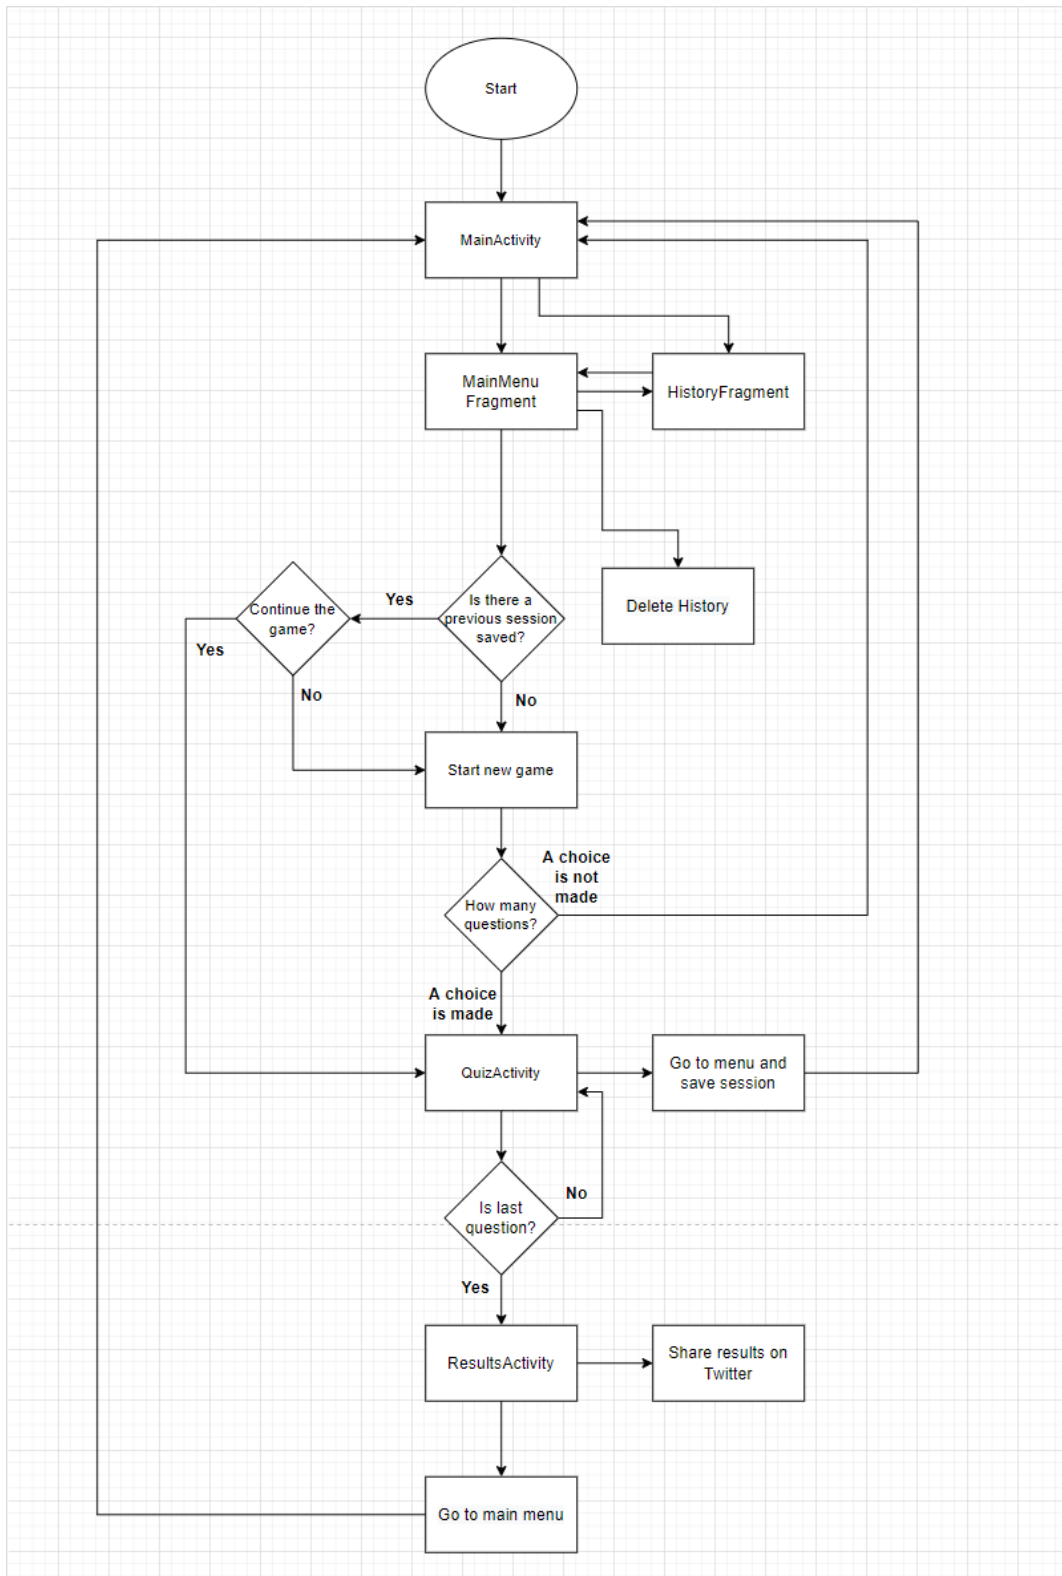 Start
MainActivity
MainMenu
Fragment
HistoryFragment
Continue the
game?
Yes
Is there a
previous session
saved?
Delete History
Yes
No
No
Start new game
A choice
is not
made
How many
questions?
A choice
is made
QuizActivity
Go to menu and
save session
Is last
question?
No
Yes
ResultsActivity
Share results on
Twitter
Go to main menu